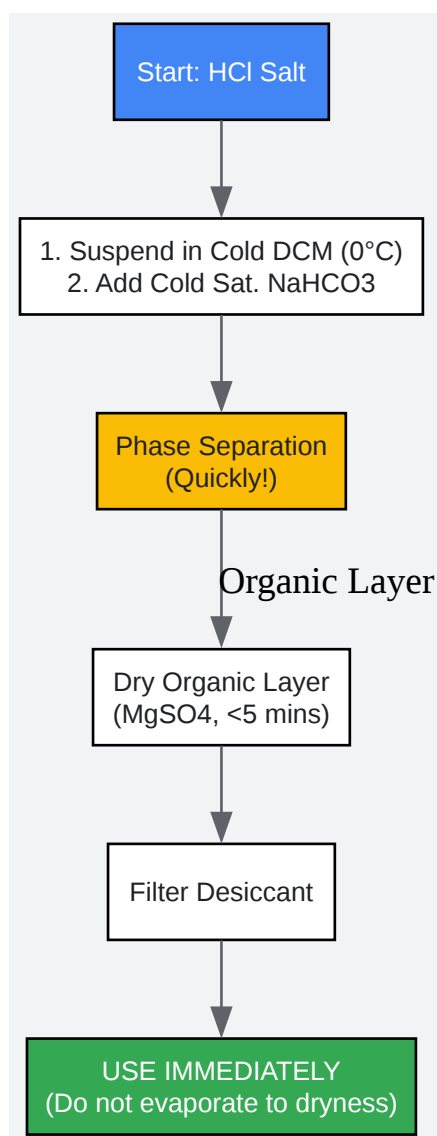 Start: HCl Salt
1. Suspend in Cold DCM (0°C)
2. Add Cold Sat. NaHCO3
Phase Separation
(Quickly!)
Organic Layer
Dry Organic Layer
(MgSO4, <5 mins)
Filter Desiccant
USE IMMEDIATELY
(Do not evaporate to dryness)